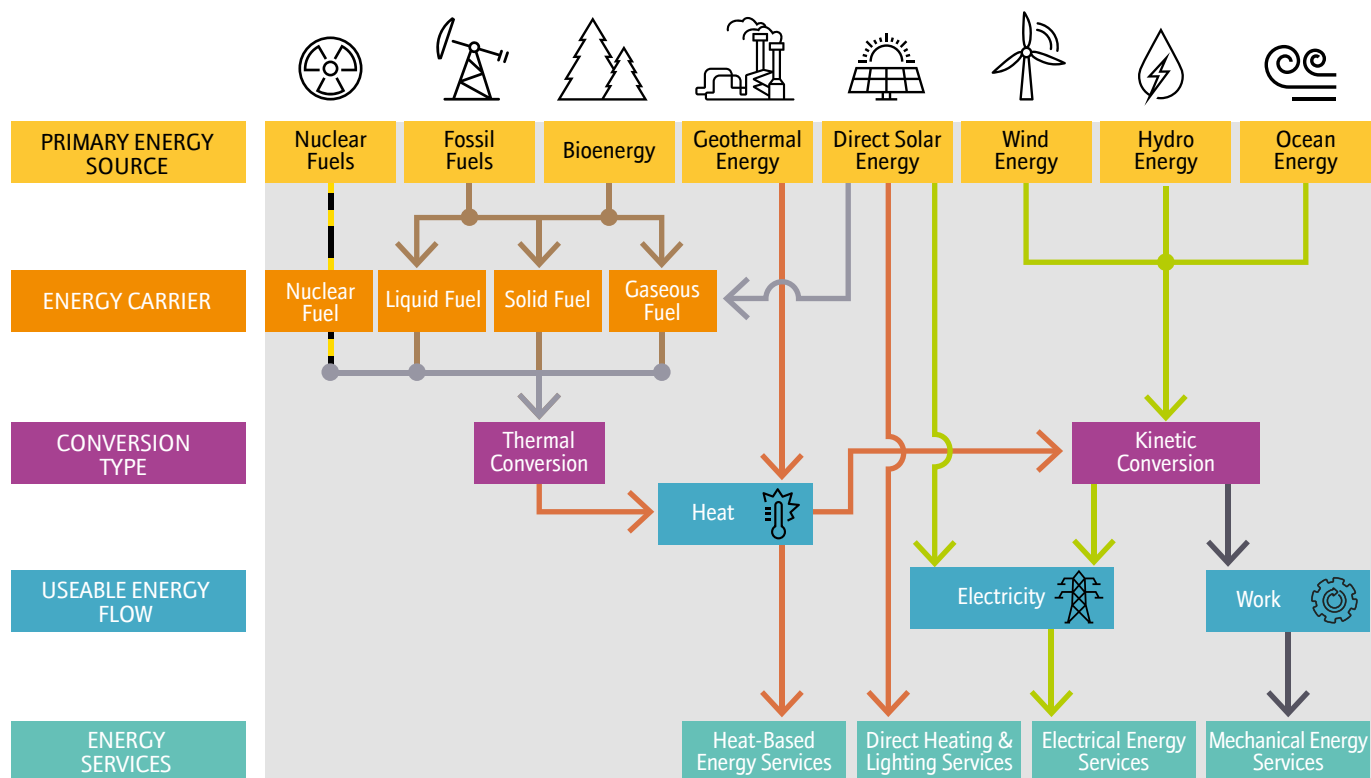 PRIMARY ENERGY
SOURCE
Nuclear
Fuels
Fossil
Fuels
Bioenergy
Geothermal
Energy
Direct Solar
Energy
Wind
Energy
Hydro
Energy
Ocean
Energy
ENERGY CARRIER
Nuclear
Fuel
Liquid Fuel
Solid Fuel
Gaseous
Fuel
CONVERSION
TYPE
Thermal
Conversion
Kinetic
Conversion
Heat
USEABLE ENERGY
FLOW
Electricity
Work
ENERGY
SERVICES
Heat-Based
Energy Services
Direct Heating &
Lighting Services
Electrical Energy
Services
Mechanical Energy
Services